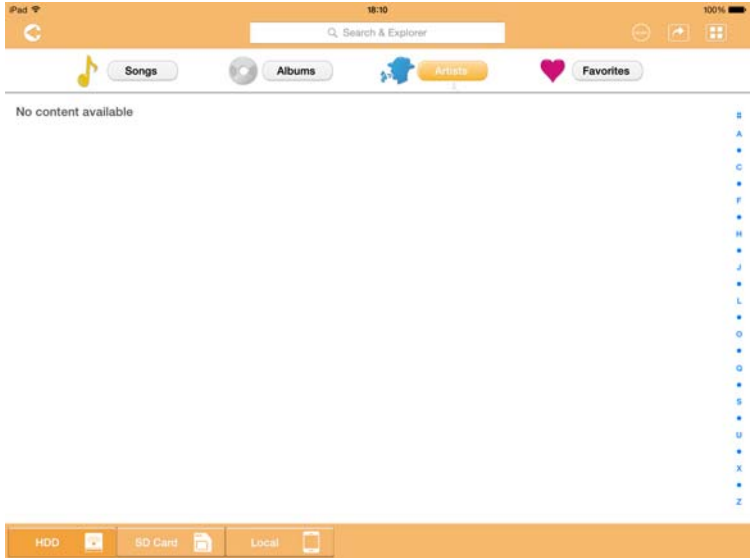 iPad 18:10 100%
Search & Explorer
Songs Albums Artists Favorites
No content available
#
A
C
F
H
J
L
O
Q
S
U
X
Z
HDD SD Card Local